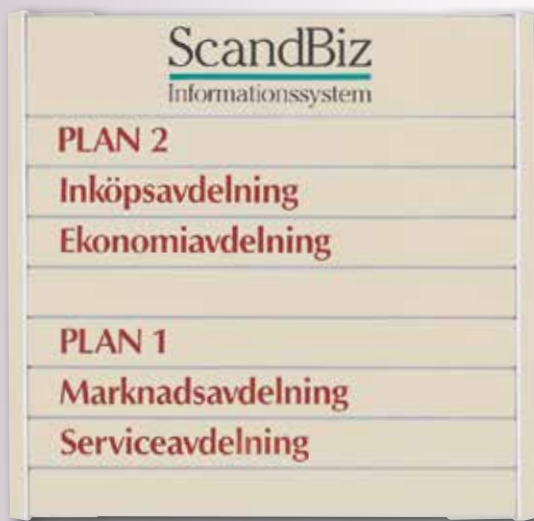 ScandBiz
Informationssystem
PLAN 2
Inköpsavdelning
Ekonomiavdelning
PLAN 1
Marknadsavdelning
Serviceavdelning